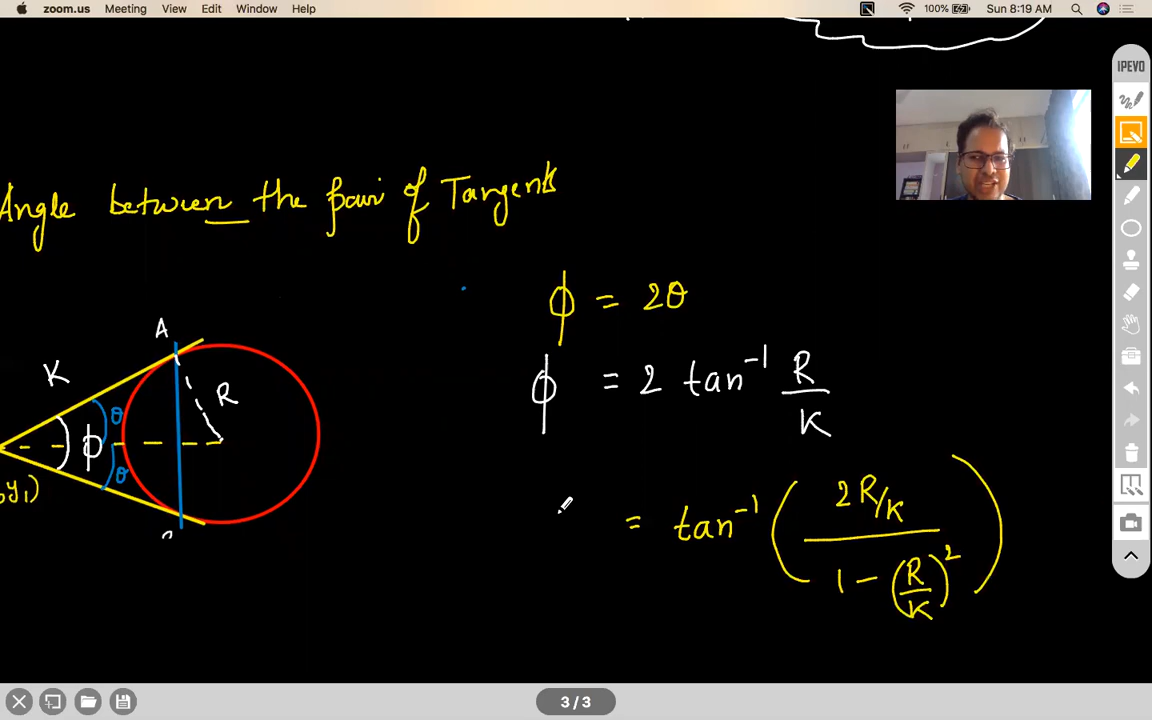 zoom.us Meeting View Edit Window Help 100% Sun 8:19 AM
IPEVO
Angle between the pair of Tangents
ϕ = 2θ
A
K
R
ϕ = 2 tan⁻¹ R/K
θ
ϕ
θ
y₁)
= tan⁻¹ ( (2R/K) / (1 − (R/K)²) )
3 / 3